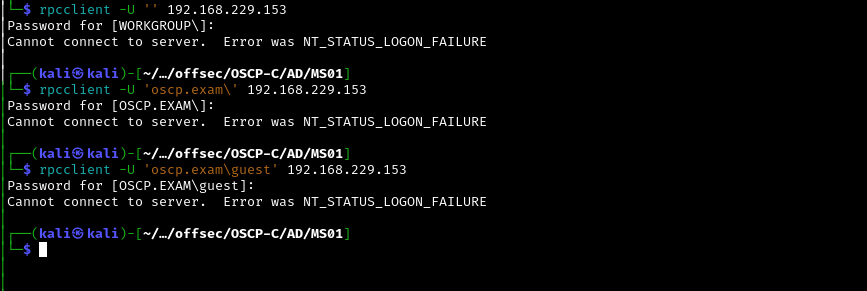 └─$ rpcclient -U '' 192.168.229.153
Password for [WORKGROUP\]:
Cannot connect to server.  Error was NT_STATUS_LOGON_FAILURE
┌──(kali㉿kali)-[~/…/offsec/OSCP-C/AD/MS01]
└─$ rpcclient -U 'oscp.exam\' 192.168.229.153
Password for [OSCP.EXAM\]:
Cannot connect to server.  Error was NT_STATUS_LOGON_FAILURE
┌──(kali㉿kali)-[~/…/offsec/OSCP-C/AD/MS01]
└─$ rpcclient -U 'oscp.exam\guest' 192.168.229.153
Password for [OSCP.EXAM\guest]:
Cannot connect to server.  Error was NT_STATUS_LOGON_FAILURE
┌──(kali㉿kali)-[~/…/offsec/OSCP-C/AD/MS01]
└─$